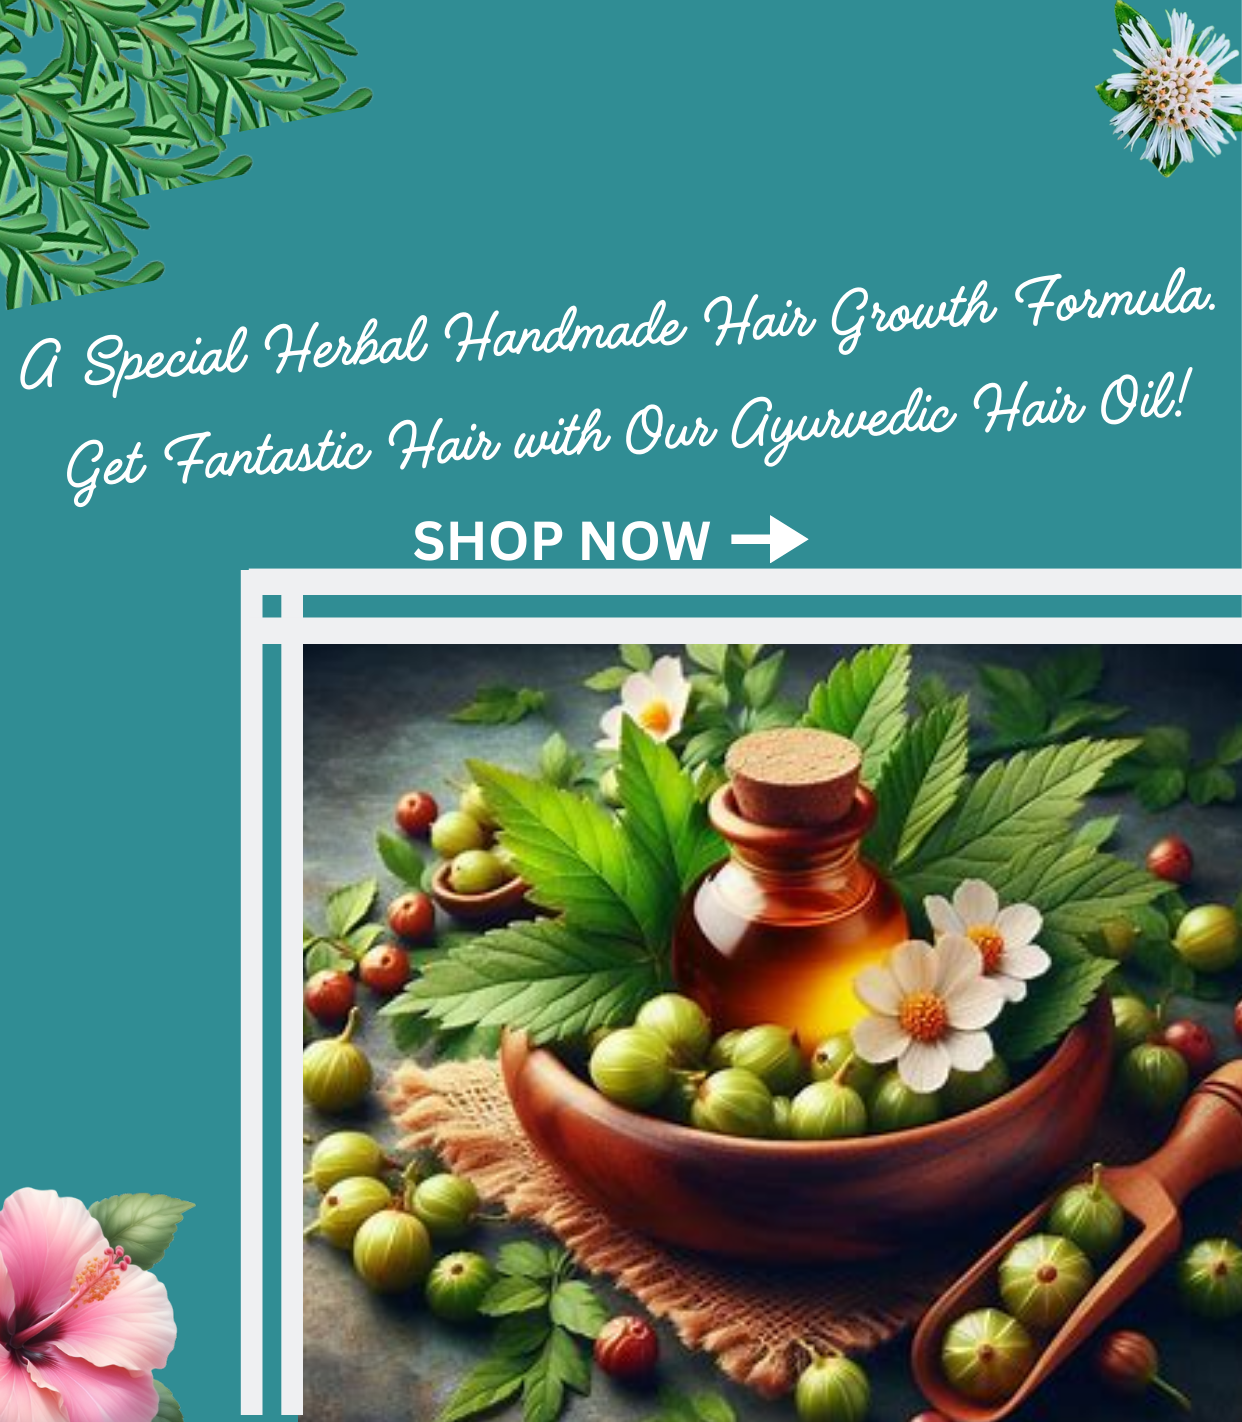 A Special Herbal Handmade Hair Growth Formula.
Get Fantastic Hair with Our Ayurvedic Hair Oil!
SHOP NOW